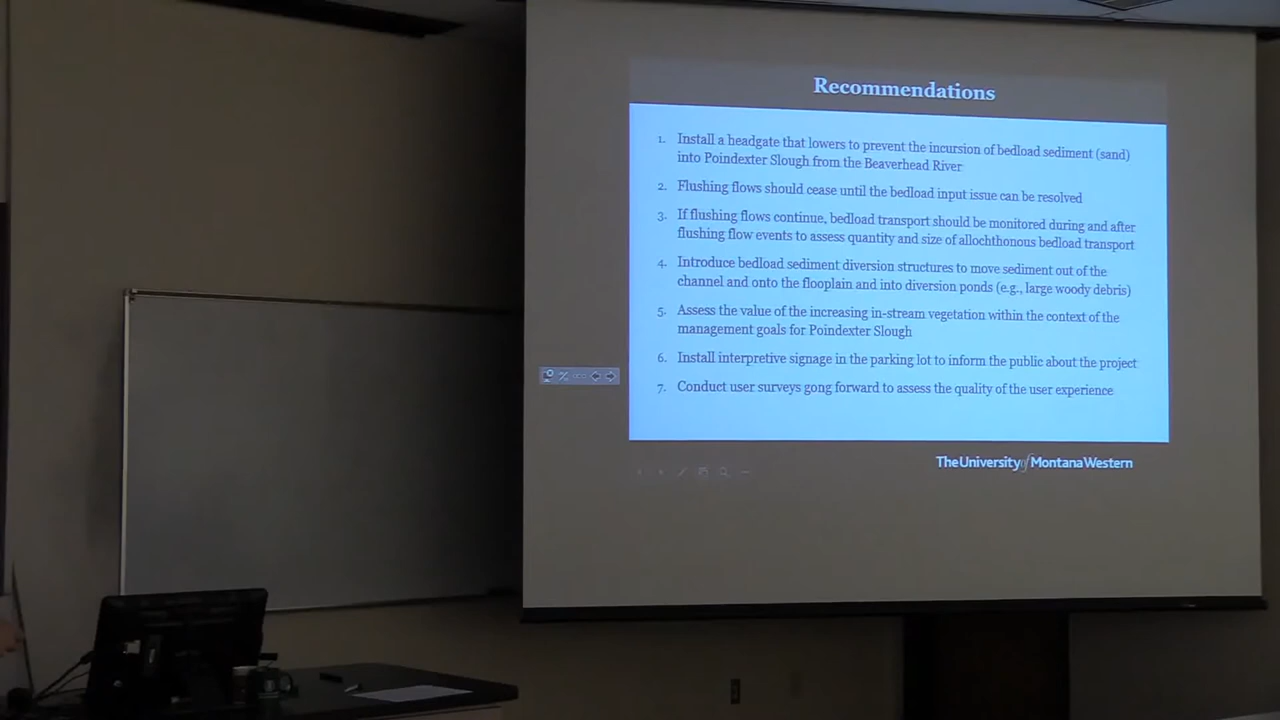 Recommendations
1. Install a headgate that lowers to prevent the incursion of bedload sediment (sand)
into Poindexter Slough from the Beaverhead River
2. Flushing flows should cease until the bedload input issue can be resolved
3. If flushing flows continue, bedload transport should be monitored during and after
flushing flow events to assess quantity and size of allochthonous bedload transport
4. Introduce bedload sediment diversion structures to move sediment out of the
channel and onto the flooplain and into diversion ponds (e.g., large woody debris)
5. Assess the value of the increasing in-stream vegetation within the context of the
management goals for Poindexter Slough
6. Install interpretive signage in the parking lot to inform the public about the project
7. Conduct user surveys gong forward to assess the quality of the user experience
The University of Montana Western